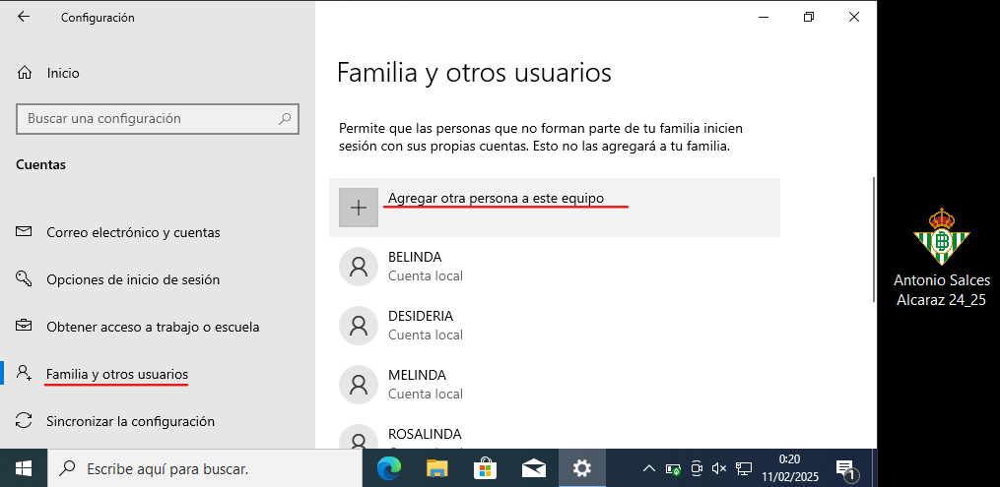 Configuración
Inicio
Buscar una configuración
Cuentas
Correo electrónico y cuentas
Opciones de inicio de sesión
Obtener acceso a trabajo o escuela
Familia y otros usuarios
Sincronizar la configuración
Familia y otros usuarios
Permite que las personas que no forman parte de tu familia inicien
sesión con sus propias cuentas. Esto no las agregará a tu familia.
Agregar otra persona a este equipo
BELINDA
Cuenta local
DESIDERIA
Cuenta local
MELINDA
Cuenta local
ROSALINDA
Antonio Salces
Alcaraz 24_25
Escribe aquí para buscar.
0:20
11/02/2025
1